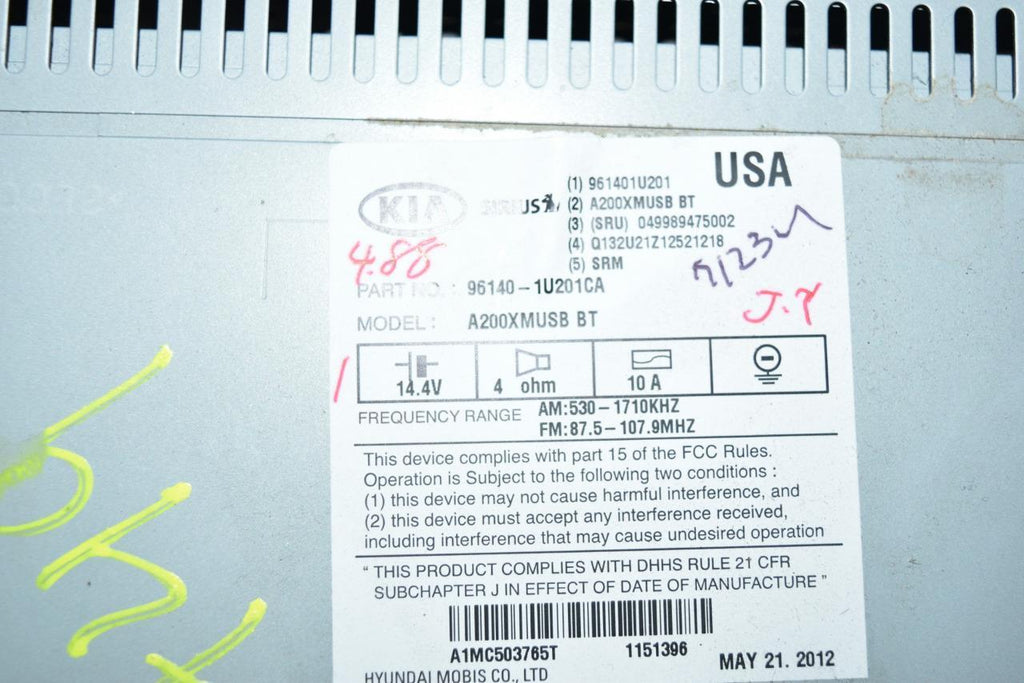 USA
KIA SIRIUS
(1) 961401U201
(2) A200XMUSB BT
(3) (SRU) 049989475002
(4) Q132U21Z12521218
(5) SRM
4.88
PART NO. : 96140-1U201CA
J.Y
MODEL : A200XMUSB BT
14.4V 4 ohm 10 A
FREQUENCY RANGE AM:530-1710KHZ
FM:87.5-107.9MHZ
This device complies with part 15 of the FCC Rules.
Operation is Subject to the following two conditions :
(1) this device may not cause harmful interference, and
(2) this device must accept any interference received,
including interference that may cause undesired operation
“ THIS PRODUCT COMPLIES WITH DHHS RULE 21 CFR
SUBCHAPTER J IN EFFECT OF DATE OF MANUFACTURE ”
A1MC503765T 1151396
HYUNDAI MOBIS CO., LTD MAY 21. 2012